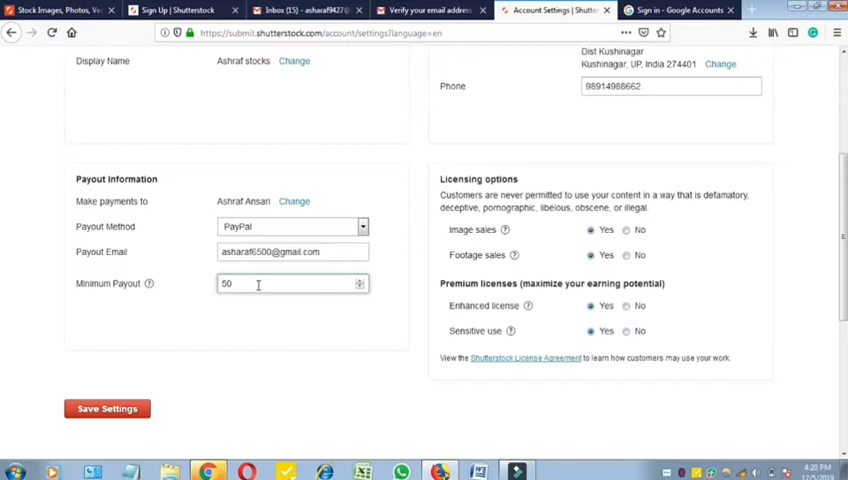 Stock Images, Photos, Ve
Sign Up | Shutterstock
Inbox (15) - asharaf9427@
Verify your email address
Account Settings | Shutters
Sign in - Google Accounts
https://submit.shutterstock.com/account/settings?language=en
Display Name
Ashraf stocks
Change
Dist Kushinagar
Kushinagar, UP, India 274401
Change
Phone
98914988662
Payout Information
Make payments to
Ashraf Ansari
Change
Payout Method
PayPal
Payout Email
asharaf6500@gmail.com
Minimum Payout
50
Save Settings
Licensing options
Customers are never permitted to use your content in a way that is defamatory,
deceptive, pornographic, libelous, obscene, or illegal.
Image sales
Yes
No
Footage sales
Yes
No
Premium licenses (maximize your earning potential)
Enhanced license
Yes
No
Sensitive use
Yes
No
View the Shutterstock License Agreement to learn how customers may use your work.
4:20 PM
12/5/2019